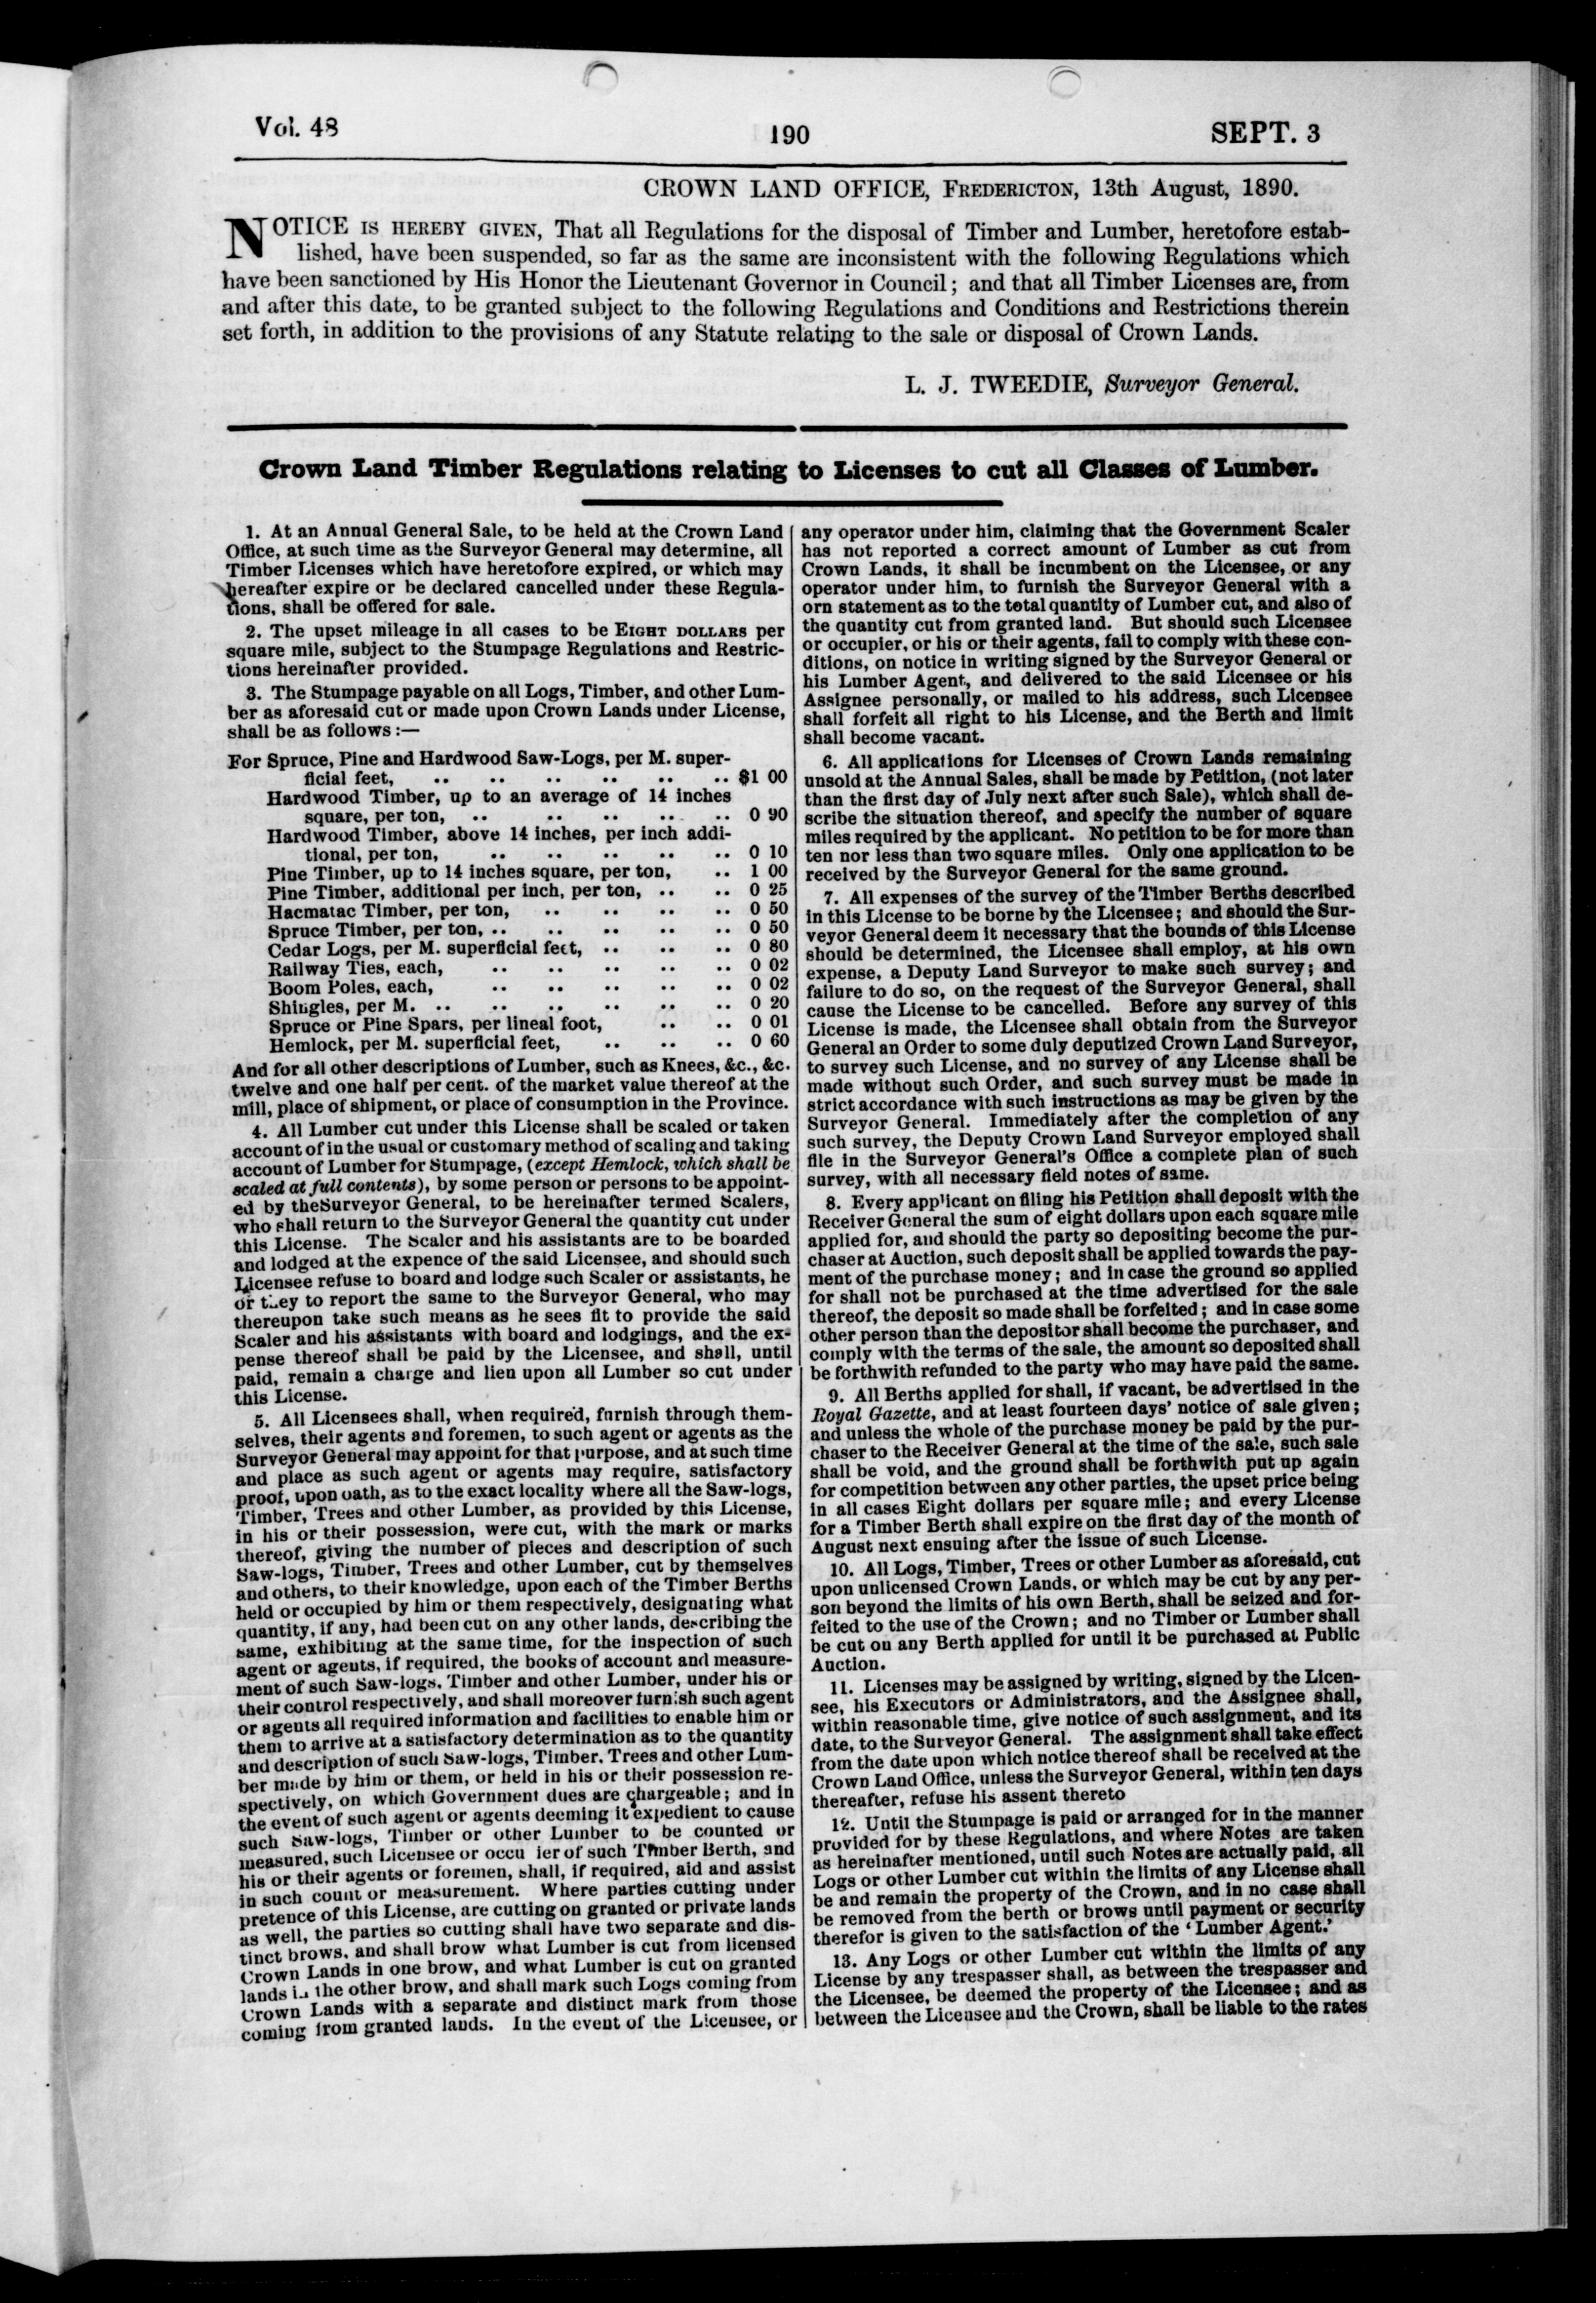 Vol. 48
190
SEPT. 3
CROWN LAND OFFICE, FREDERICTON, 13th August, 1890.
NOTICE IS HEREBY GIVEN, That all Regulations for the disposal of Timber and Lumber, heretofore estab-
lished, have been suspended, so far as the same are inconsistent with the following Regulations which
have been sanctioned by His Honor the Lieutenant Governor in Council; and that all Timber Licenses are, from
and after this date, to be granted subject to the following Regulations and Conditions and Restrictions therein
set forth, in addition to the provisions of any Statute relating to the sale or disposal of Crown Lands.
L. J. TWEEDIE, Surveyor General.
Crown Land Timber Regulations relating to Licenses to cut all Classes of Lumber.
1. At an Annual General Sale, to be held at the Crown Land
Office, at such time as the Surveyor General may determine, all
Timber Licenses which have heretofore expired, or which may
hereafter expire or be declared cancelled under these Regula-
tions, shall be offered for sale.
2. The upset mileage in all cases to be EIGHT DOLLARS per
square mile, subject to the Stumpage Regulations and Restric-
tions hereinafter provided.
3. The Stumpage payable on all Logs, Timber, and other Lum-
ber as aforesaid cut or made upon Crown Lands under License,
shall be as follows:—
For Spruce, Pine and Hardwood Saw-Logs, per M. super-
ficial feet, .. .. .. .. .. .. $1 00
Hardwood Timber, up to an average of 14 inches
square, per ton, .. .. .. .. .. 0 90
Hardwood Timber, above 14 inches, per inch addi-
tional, per ton, .. .. .. .. .. 0 10
Pine Timber, up to 14 inches square, per ton, .. 1 00
Pine Timber, additional per inch, per ton, .. .. 0 25
Hacmatac Timber, per ton, .. .. .. .. 0 50
Spruce Timber, per ton, .. .. .. .. .. 0 50
Cedar Logs, per M. superficial feet, .. .. .. 0 80
Railway Ties, each, .. .. .. .. .. 0 02
Boom Poles, each, .. .. .. .. .. 0 02
Shingles, per M. .. .. .. .. .. .. 0 20
Spruce or Pine Spars, per lineal foot, .. .. 0 01
Hemlock, per M. superficial feet, .. .. .. 0 60
And for all other descriptions of Lumber, such as Knees, &c., &c.
twelve and one half per cent. of the market value thereof at the
mill, place of shipment, or place of consumption in the Province.
4. All Lumber cut under this License shall be scaled or taken
account of in the usual or customary method of scaling and taking
account of Lumber for Stumpage, (except Hemlock, which shall be
scaled at full contents), by some person or persons to be appoint-
ed by theSurveyor General, to be hereinafter termed Scalers,
who shall return to the Surveyor General the quantity cut under
this License. The Scaler and his assistants are to be boarded
and lodged at the expence of the said Licensee, and should such
Licensee refuse to board and lodge such Scaler or assistants, he
or they to report the same to the Surveyor General, who may
thereupon take such means as he sees fit to provide the said
Scaler and his assistants with board and lodgings, and the ex-
pense thereof shall be paid by the Licensee, and shall, until
paid, remain a charge and lien upon all Lumber so cut under
this License.
5. All Licensees shall, when required, furnish through them-
selves, their agents and foremen, to such agent or agents as the
Surveyor General may appoint for that purpose, and at such time
and place as such agent or agents may require, satisfactory
proof, upon oath, as to the exact locality where all the Saw-logs,
Timber, Trees and other Lumber, as provided by this License,
in his or their possession, were cut, with the mark or marks
thereof, giving the number of pieces and description of such
Saw-logs, Timber, Trees and other Lumber, cut by themselves
and others, to their knowledge, upon each of the Timber Berths
held or occupied by him or them respectively, designating what
quantity, if any, had been cut on any other lands, describing the
same, exhibiting at the same time, for the inspection of such
agent or agents, if required, the books of account and measure-
ment of such Saw-logs, Timber and other Lumber, under his or
their control respectively, and shall moreover furnish such agent
or agents all required information and facilities to enable him or
them to arrive at a satisfactory determination as to the quantity
and description of such Saw-logs, Timber, Trees and other Lum-
ber made by him or them, or held in his or their possession re-
spectively, on which Government dues are chargeable; and in
the event of such agent or agents deeming it expedient to cause
such Saw-logs, Timber or other Lumber to be counted or
measured, such Licensee or occu ier of such Timber Berth, and
his or their agents or foremen, shall, if required, aid and assist
in such count or measurement. Where parties cutting under
pretence of this License, are cutting on granted or private lands
as well, the parties so cutting shall have two separate and dis-
tinct brows, and shall brow what Lumber is cut from licensed
Crown Lands in one brow, and what Lumber is cut on granted
lands in the other brow, and shall mark such Logs coming from
Crown Lands with a separate and distinct mark from those
coming from granted lands. In the event of the Licensee, or
any operator under him, claiming that the Government Scaler
has not reported a correct amount of Lumber as cut from
Crown Lands, it shall be incumbent on the Licensee, or any
operator under him, to furnish the Surveyor General with a
orn statement as to the total quantity of Lumber cut, and also of
the quantity cut from granted land. But should such Licensee
or occupier, or his or their agents, fail to comply with these con-
ditions, on notice in writing signed by the Surveyor General or
his Lumber Agent, and delivered to the said Licensee or his
Assignee personally, or mailed to his address, such Licensee
shall forfeit all right to his License, and the Berth and limit
shall become vacant.
6. All applications for Licenses of Crown Lands remaining
unsold at the Annual Sales, shall be made by Petition, (not later
than the first day of July next after such Sale), which shall de-
scribe the situation thereof, and specify the number of square
miles required by the applicant. No petition to be for more than
ten nor less than two square miles. Only one application to be
received by the Surveyor General for the same ground.
7. All expenses of the survey of the Timber Berths described
in this License to be borne by the Licensee; and should the Sur-
veyor General deem it necessary that the bounds of this License
should be determined, the Licensee shall employ, at his own
expense, a Deputy Land Surveyor to make such survey; and
failure to do so, on the request of the Surveyor General, shall
cause the License to be cancelled. Before any survey of this
License is made, the Licensee shall obtain from the Surveyor
General an Order to some duly deputized Crown Land Surveyor,
to survey such License, and no survey of any License shall be
made without such Order, and such survey must be made in
strict accordance with such instructions as may be given by the
Surveyor General. Immediately after the completion of any
such survey, the Deputy Crown Land Surveyor employed shall
file in the Surveyor General's Office a complete plan of such
survey, with all necessary field notes of same.
8. Every applicant on filing his Petition shall deposit with the
Receiver General the sum of eight dollars upon each square mile
applied for, and should the party so depositing become the pur-
chaser at Auction, such deposit shall be applied towards the pay-
ment of the purchase money; and in case the ground so applied
for shall not be purchased at the time advertised for the sale
thereof, the deposit so made shall be forfeited; and in case some
other person than the depositor shall become the purchaser, and
comply with the terms of the sale, the amount so deposited shall
be forthwith refunded to the party who may have paid the same.
9. All Berths applied for shall, if vacant, be advertised in the
Royal Gazette, and at least fourteen days' notice of sale given;
and unless the whole of the purchase money be paid by the pur-
chaser to the Receiver General at the time of the sale, such sale
shall be void, and the ground shall be forthwith put up again
for competition between any other parties, the upset price being
in all cases Eight dollars per square mile; and every License
for a Timber Berth shall expire on the first day of the month of
August next ensuing after the issue of such License.
10. All Logs, Timber, Trees or other Lumber as aforesaid, cut
upon unlicensed Crown Lands, or which may be cut by any per-
son beyond the limits of his own Berth, shall be seized and for-
feited to the use of the Crown; and no Timber or Lumber shall
be cut on any Berth applied for until it be purchased at Public
Auction.
11. Licenses may be assigned by writing, signed by the Licen-
see, his Executors or Administrators, and the Assignee shall,
within reasonable time, give notice of such assignment, and its
date, to the Surveyor General. The assignment shall take effect
from the date upon which notice thereof shall be received at the
Crown Land Office, unless the Surveyor General, within ten days
thereafter, refuse his assent thereto
12. Until the Stumpage is paid or arranged for in the manner
provided for by these Regulations, and where Notes are taken
as hereinafter mentioned, until such Notes are actually paid, all
Logs or other Lumber cut within the limits of any License shall
be and remain the property of the Crown, and in no case shall
be removed from the berth or brows until payment or security
therefor is given to the satisfaction of the 'Lumber Agent.'
13. Any Logs or other Lumber cut within the limits of any
License by any trespasser shall, as between the trespasser and
the Licensee, be deemed the property of the Licensee; and as
between the Licensee and the Crown, shall be liable to the rates